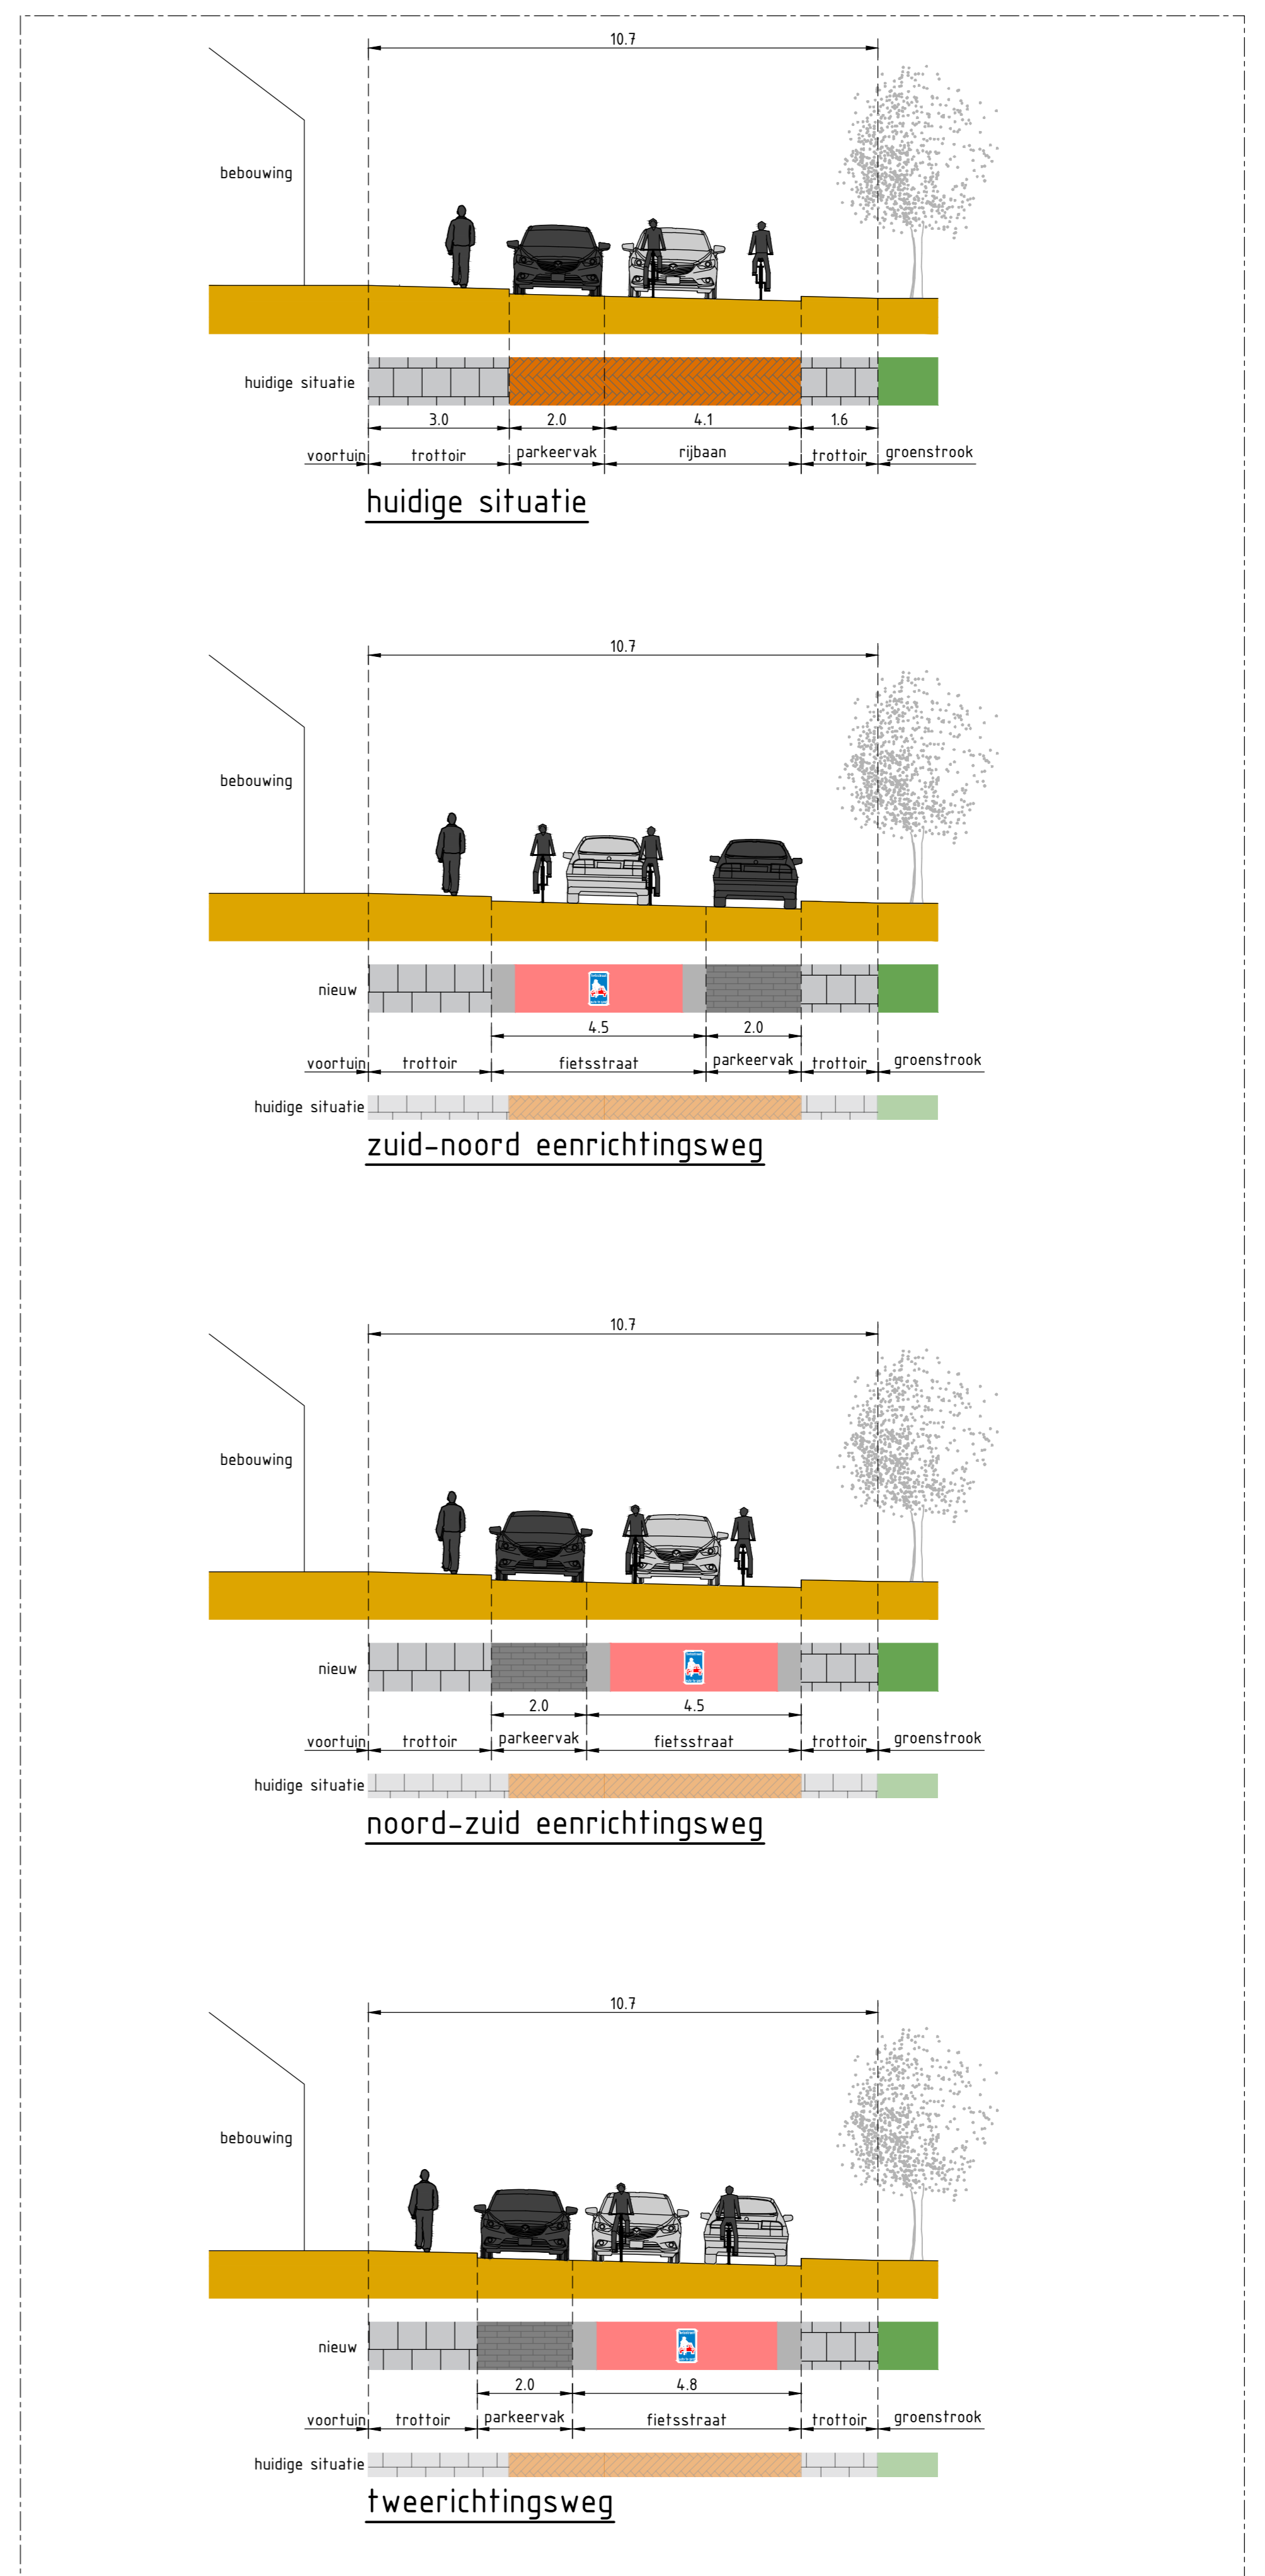 10.7
bebouwing
huidige situatie
3.0 2.0 4.1 1.6
voortuin trottoir parkeervak rijbaan trottoir groenstrook
huidige situatie
10.7
bebouwing
nieuw
4.5 2.0
voortuin trottoir fietsstraat parkeervak trottoir groenstrook
huidige situatie
zuid-noord eenrichtingsweg
10.7
bebouwing
nieuw
2.0 4.5
voortuin trottoir parkeervak fietsstraat trottoir groenstrook
huidige situatie
noord-zuid eenrichtingsweg
10.7
bebouwing
nieuw
2.0 4.8
voortuin trottoir parkeervak fietsstraat trottoir groenstrook
huidige situatie
tweerichtingsweg